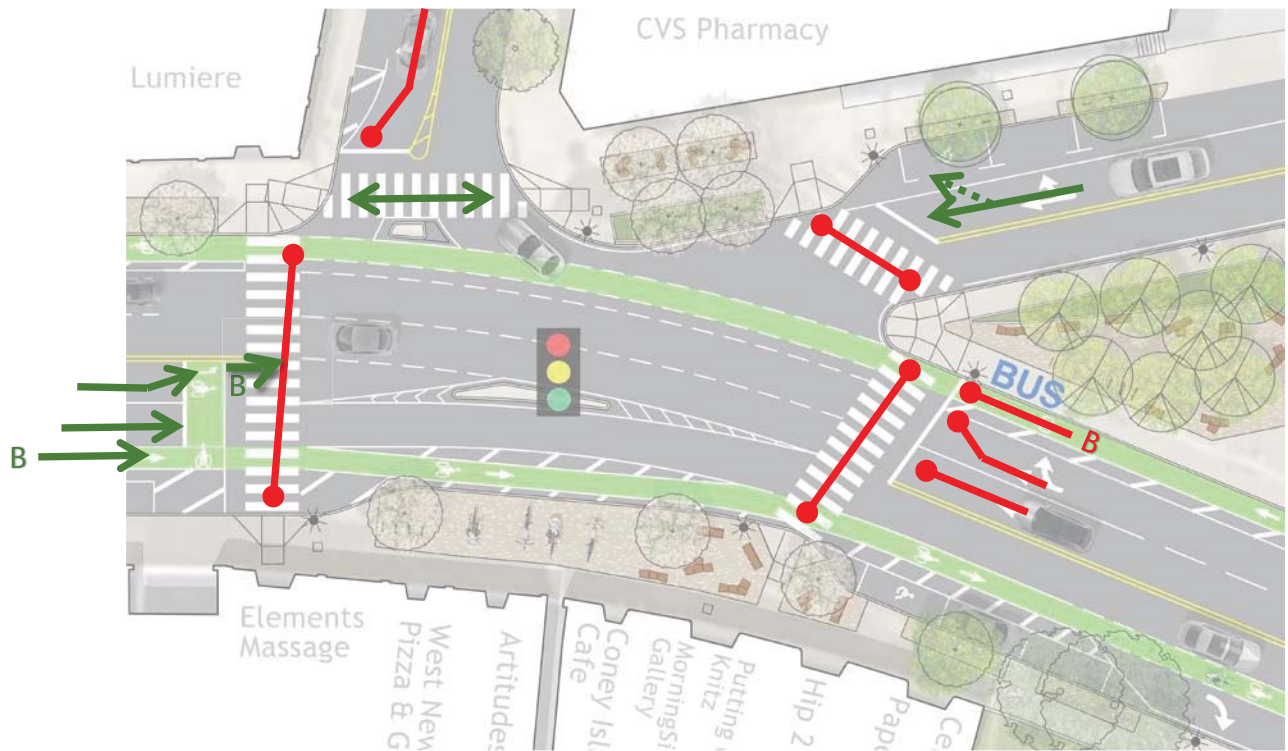 CVS Pharmacy
Lumiere
BUS
B
B
B
Elements
Massage
West New
Pizza & G
Artitudes
Coney Isl
Cafe
Morningsi
Gallery
Putting
Knitz
Hip 2
Pape
Ce